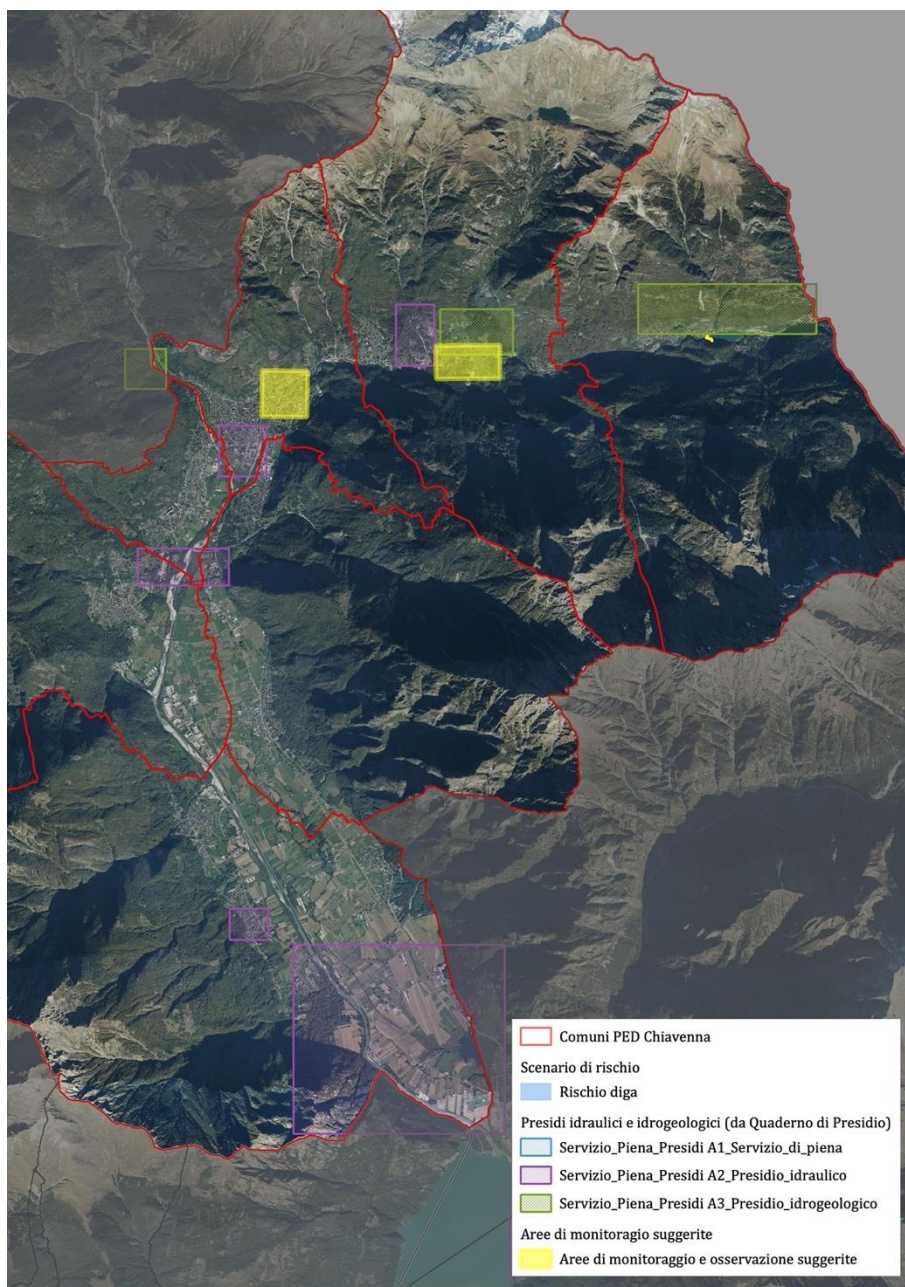 Comuni PED Chiavenna
Scenario di rischio
Rischio diga
Presidi idraulici e idrogeologici (da Quaderno di Presidio)
Servizio_Piena_Presidi A1_Servizio_di_piena
Servizio_Piena_Presidi A2_Presidio_idraulico
Servizio_Piena_Presidi A3_Presidio_idrogeologico
Aree di monitoragio suggerite
Aree di monitoraggio e osservazione suggerite